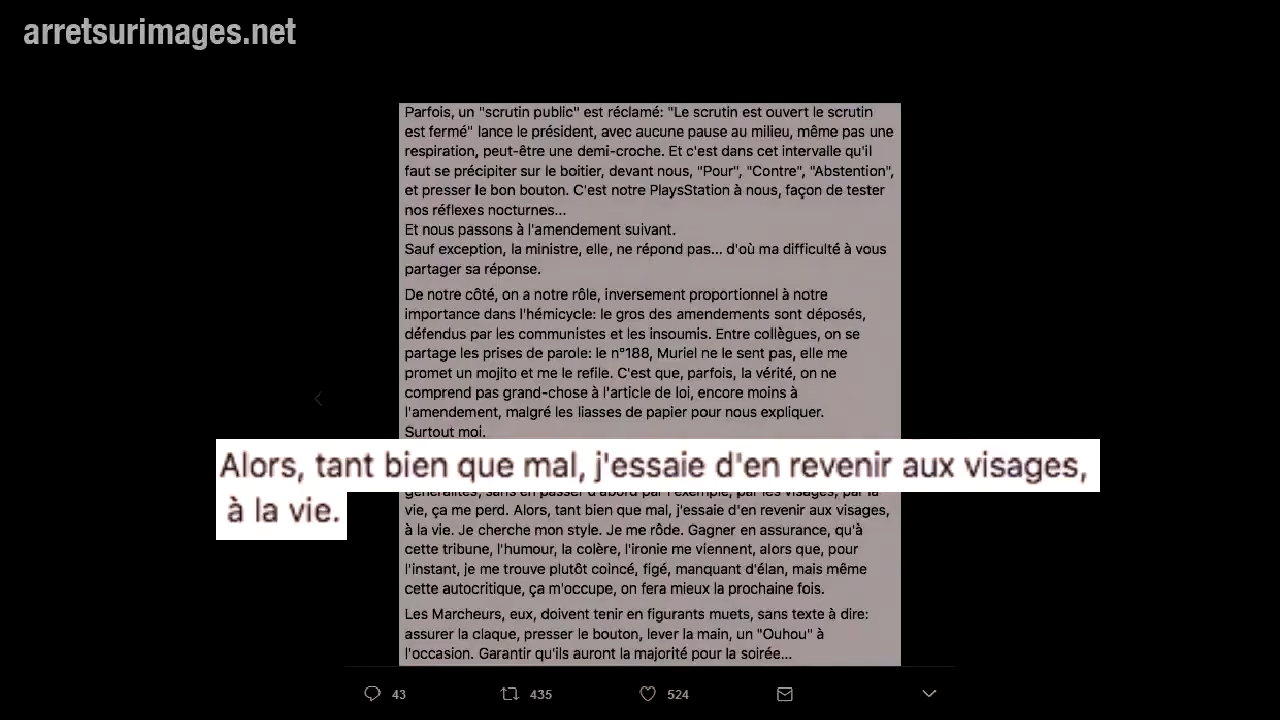 arretsurimages.net
Parfois, un "scrutin public" est réclamé: "Le scrutin est ouvert le scrutin
est fermé" lance le président, avec aucune pause au milieu, même pas une
respiration, peut-être une demi-croche. Et c'est dans cet intervalle qu'il
faut se précipiter sur le boitier, devant nous, "Pour", "Contre", "Abstention",
et presser le bon bouton. C'est notre PlaysStation à nous, façon de tester
nos réflexes nocturnes...
Et nous passons à l'amendement suivant.
Sauf exception, la ministre, elle, ne répond pas... d'où ma difficulté à vous
partager sa réponse.
De notre côté, on a notre rôle, inversement proportionnel à notre
importance dans l'hémicycle: le gros des amendements sont déposés,
défendus par les communistes et les insoumis. Entre collègues, on se
partage les prises de parole: le n°188, Muriel ne le sent pas, elle me
promet un mojito et me le refile. C'est que, parfois, la vérité, on ne
comprend pas grand-chose à l'article de loi, encore moins à
l'amendement, malgré les liasses de papier pour nous expliquer.
Surtout moi.
Alors, tant bien que mal, j'essaie d'en revenir aux visages,
à la vie.
généralités, sans en passer d'abord par l'exemple, par les visages, par la
vie, ça me perd. Alors, tant bien que mal, j'essaie d'en revenir aux visages,
à la vie. Je cherche mon style. Je me rôde. Gagner en assurance, qu'à
cette tribune, l'humour, la colère, l'ironie me viennent, alors que, pour
l'instant, je me trouve plutôt coincé, figé, manquant d'élan, mais même
cette autocritique, ça m'occupe, on fera mieux la prochaine fois.
Les Marcheurs, eux, doivent tenir en figurants muets, sans texte à dire:
assurer la claque, presser le bouton, lever la main, un "Ouhou" à
l'occasion. Garantir qu'ils auront la majorité pour la soirée...
43 435 524